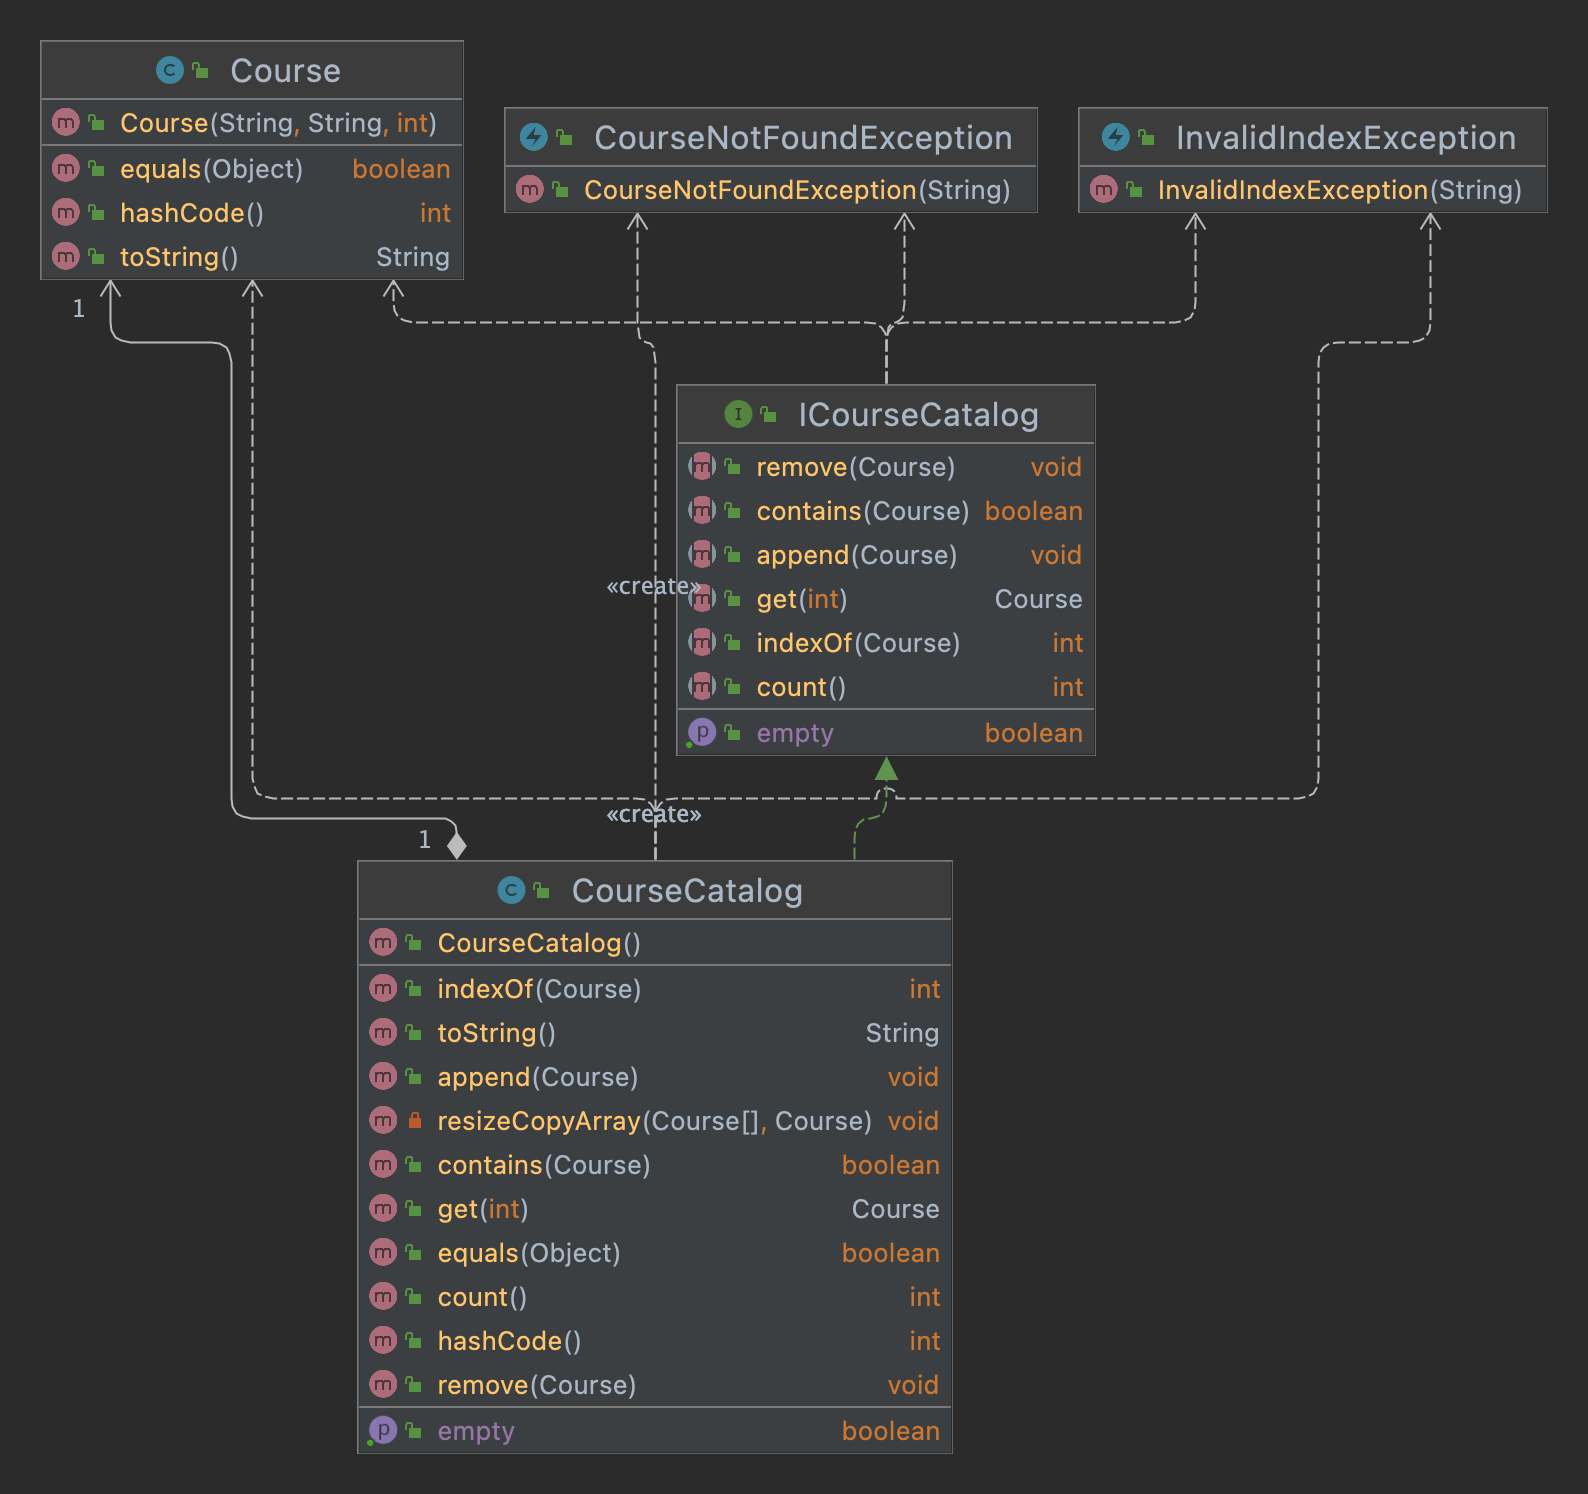 Course
Course(String, String, int)
equals(Object) boolean
hashCode() int
toString() String
CourseNotFoundException
CourseNotFoundException(String)
InvalidIndexException
InvalidIndexException(String)
1
ICourseCatalog
remove(Course) void
contains(Course) boolean
append(Course) void
get(int) Course
indexOf(Course) int
count() int
empty boolean
«create»
«create»
1
CourseCatalog
CourseCatalog()
indexOf(Course) int
toString() String
append(Course) void
resizeCopyArray(Course[], Course) void
contains(Course) boolean
get(int) Course
equals(Object) boolean
count() int
hashCode() int
remove(Course) void
empty boolean